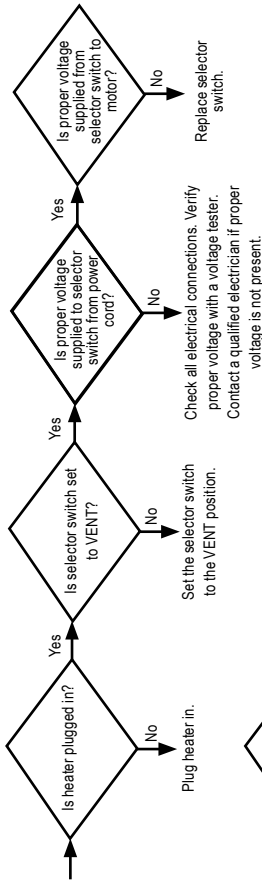 Is heater plugged in?
Yes
No
Plug heater in.
Is selector switch set
to VENT?
Yes
No
Set the selector switch
to the VENT position.
Is proper voltage
supplied to selector
switch from power
cord?
Yes
No
Check all electrical connections. Verify
proper voltage with a voltage tester.
Contact a qualified electrician if proper
voltage is not present.
Is proper voltage
supplied from
selector switch to
motor?
No
Replace selector
switch.